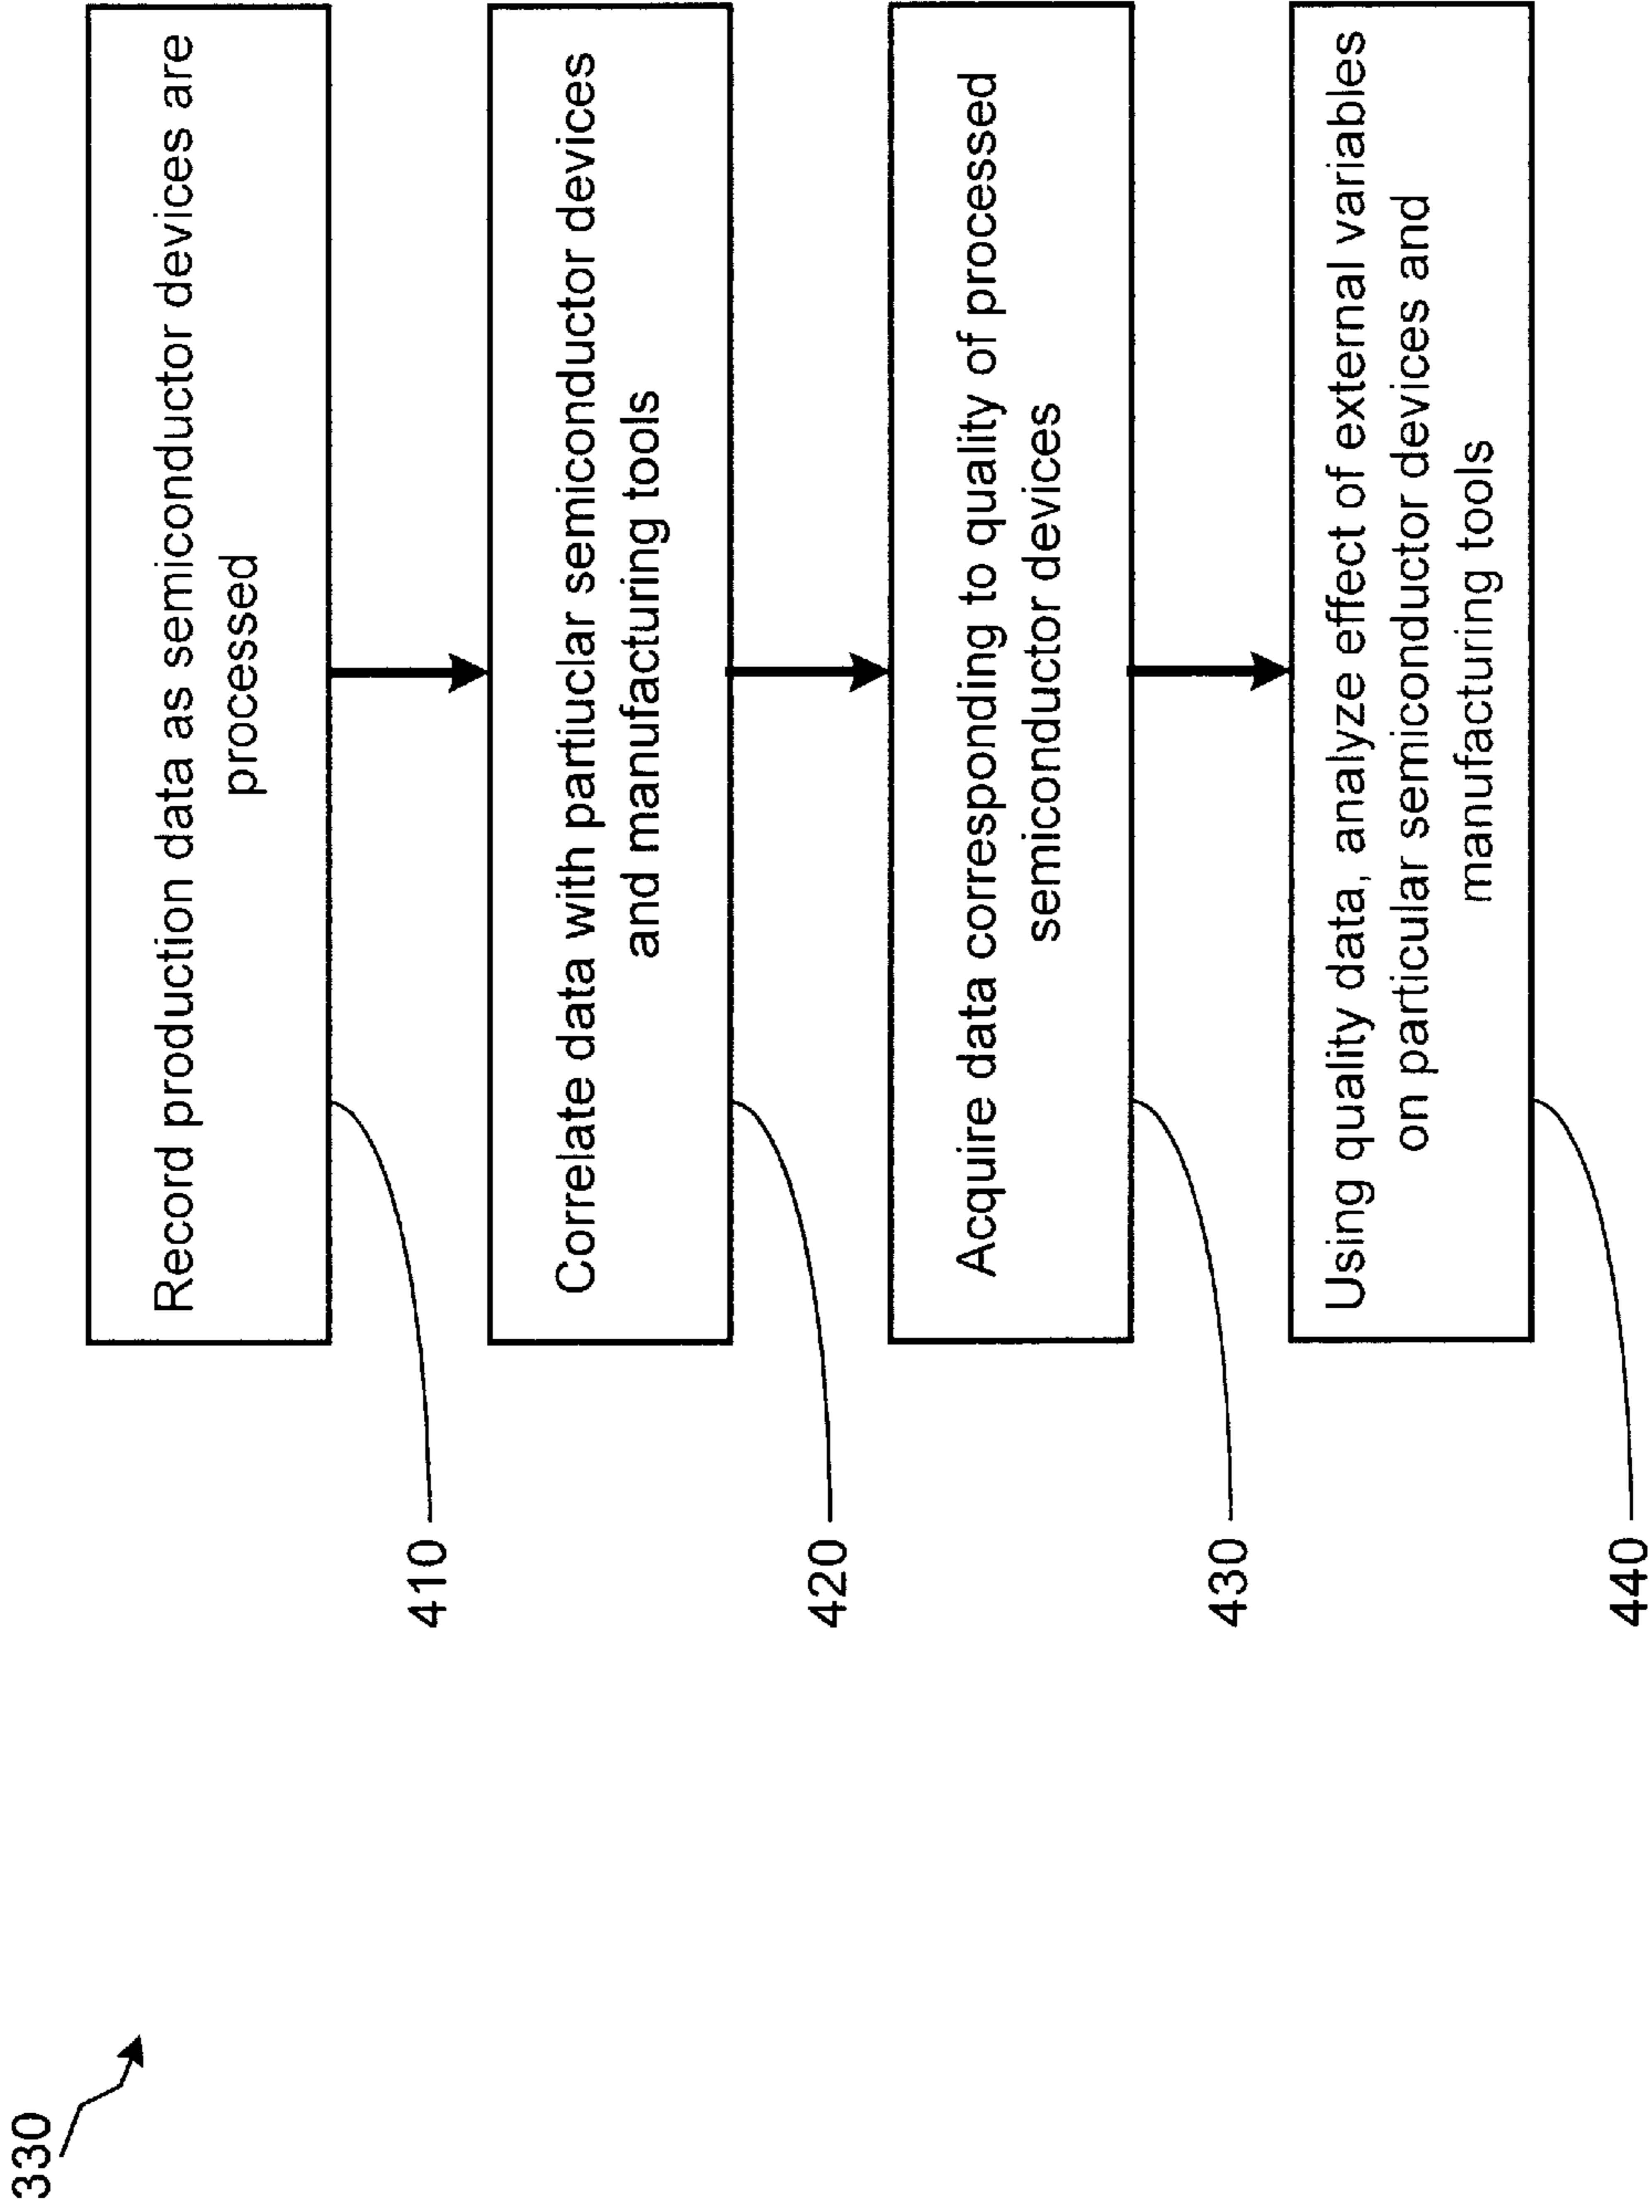 330
Record production data as semiconductor devices are
processed
410
Correlate data with partiuclar semiconductor devices
and manufacturing tools
420
Acquire data corresponding to quality of processed
semiconductor devices
430
Using quality data, analyze effect of external variables
on particular semiconductor devices and
manufacturing tools
440